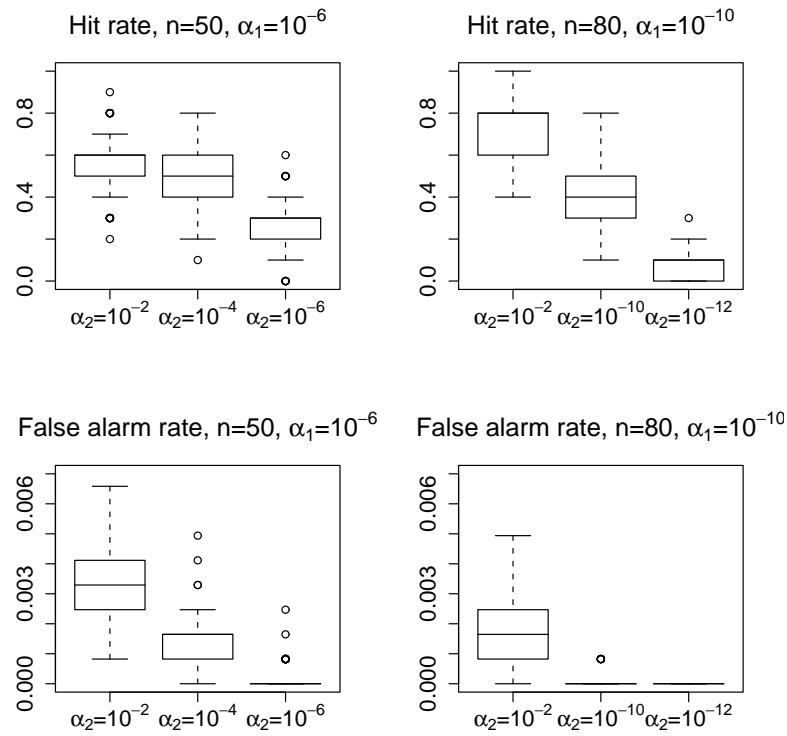 Hit rate, n=50, α₁=10⁻⁶
0.8
0.4
0.0
α₂=10⁻² α₂=10⁻⁴ α₂=10⁻⁶
Hit rate, n=80, α₁=10⁻¹⁰
0.8
0.4
0.0
α₂=10⁻² α₂=10⁻¹⁰ α₂=10⁻¹²
False alarm rate, n=50, α₁=10⁻⁶
0.006
0.003
0.000
α₂=10⁻² α₂=10⁻⁴ α₂=10⁻⁶
False alarm rate, n=80, α₁=10⁻¹⁰
0.006
0.003
0.000
α₂=10⁻² α₂=10⁻¹⁰ α₂=10⁻¹²